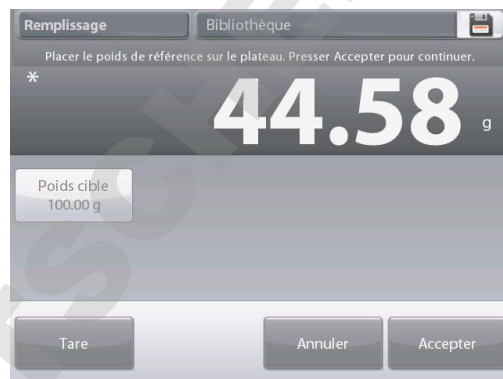 Remplissage Bibliothèque
Placer le poids de référence sur le plateau. Presser Accepter pour continuer.
*
44.58 g
Poids cible
100.00 g
Tare Annuler Accepter